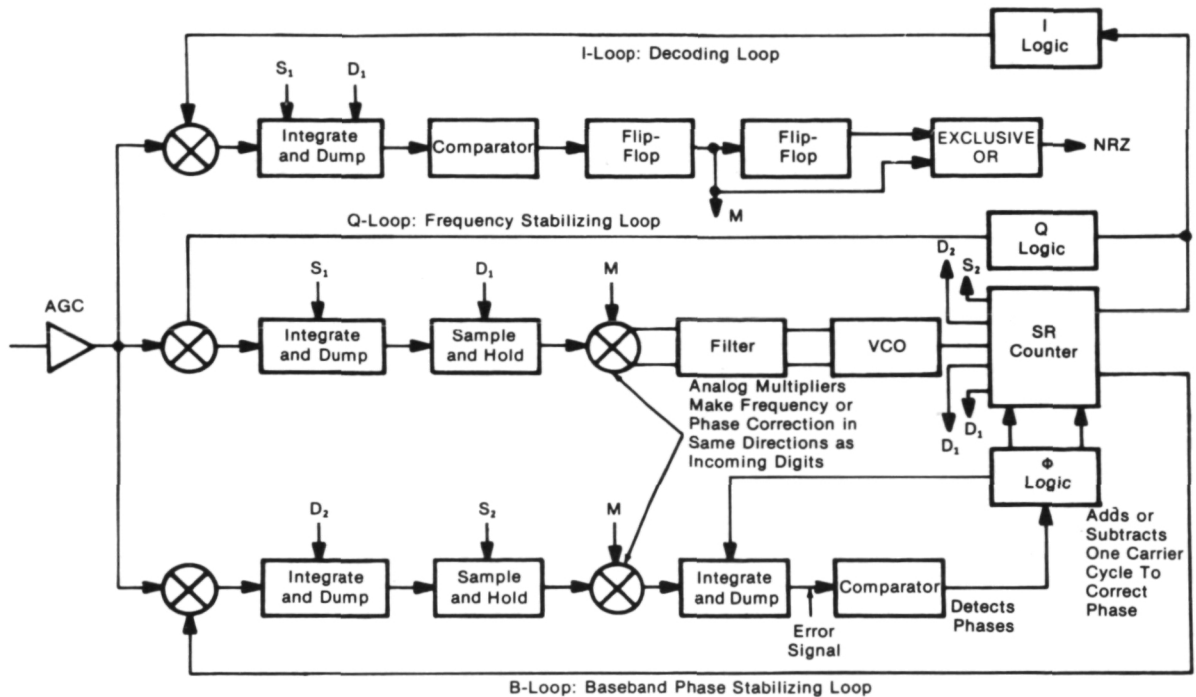 I
Logic
I-Loop: Decoding Loop
S₁
D₁
Integrate
and Dump
Comparator
Flip-
Flop
Flip-
Flop
EXCLUSIVE
OR
NRZ
M
Q-Loop: Frequency Stabilizing Loop
Q
Logic
D₂
S₂
AGC
S₁
D₁
M
Integrate
and Dump
Sample
and Hold
Filter
VCO
SR
Counter
D₁
D₁
Analog Multipliers
Make Frequency or
Phase Correction in
Same Directions as
Incoming Digits
Φ
Logic
Adds or
Subtracts
One Carrier
Cycle To
Correct
Phase
D₂
S₂
M
Integrate
and Dump
Sample
and Hold
Integrate
and Dump
Comparator
Error
Signal
Detects
Phases
B-Loop: Baseband Phase Stabilizing Loop